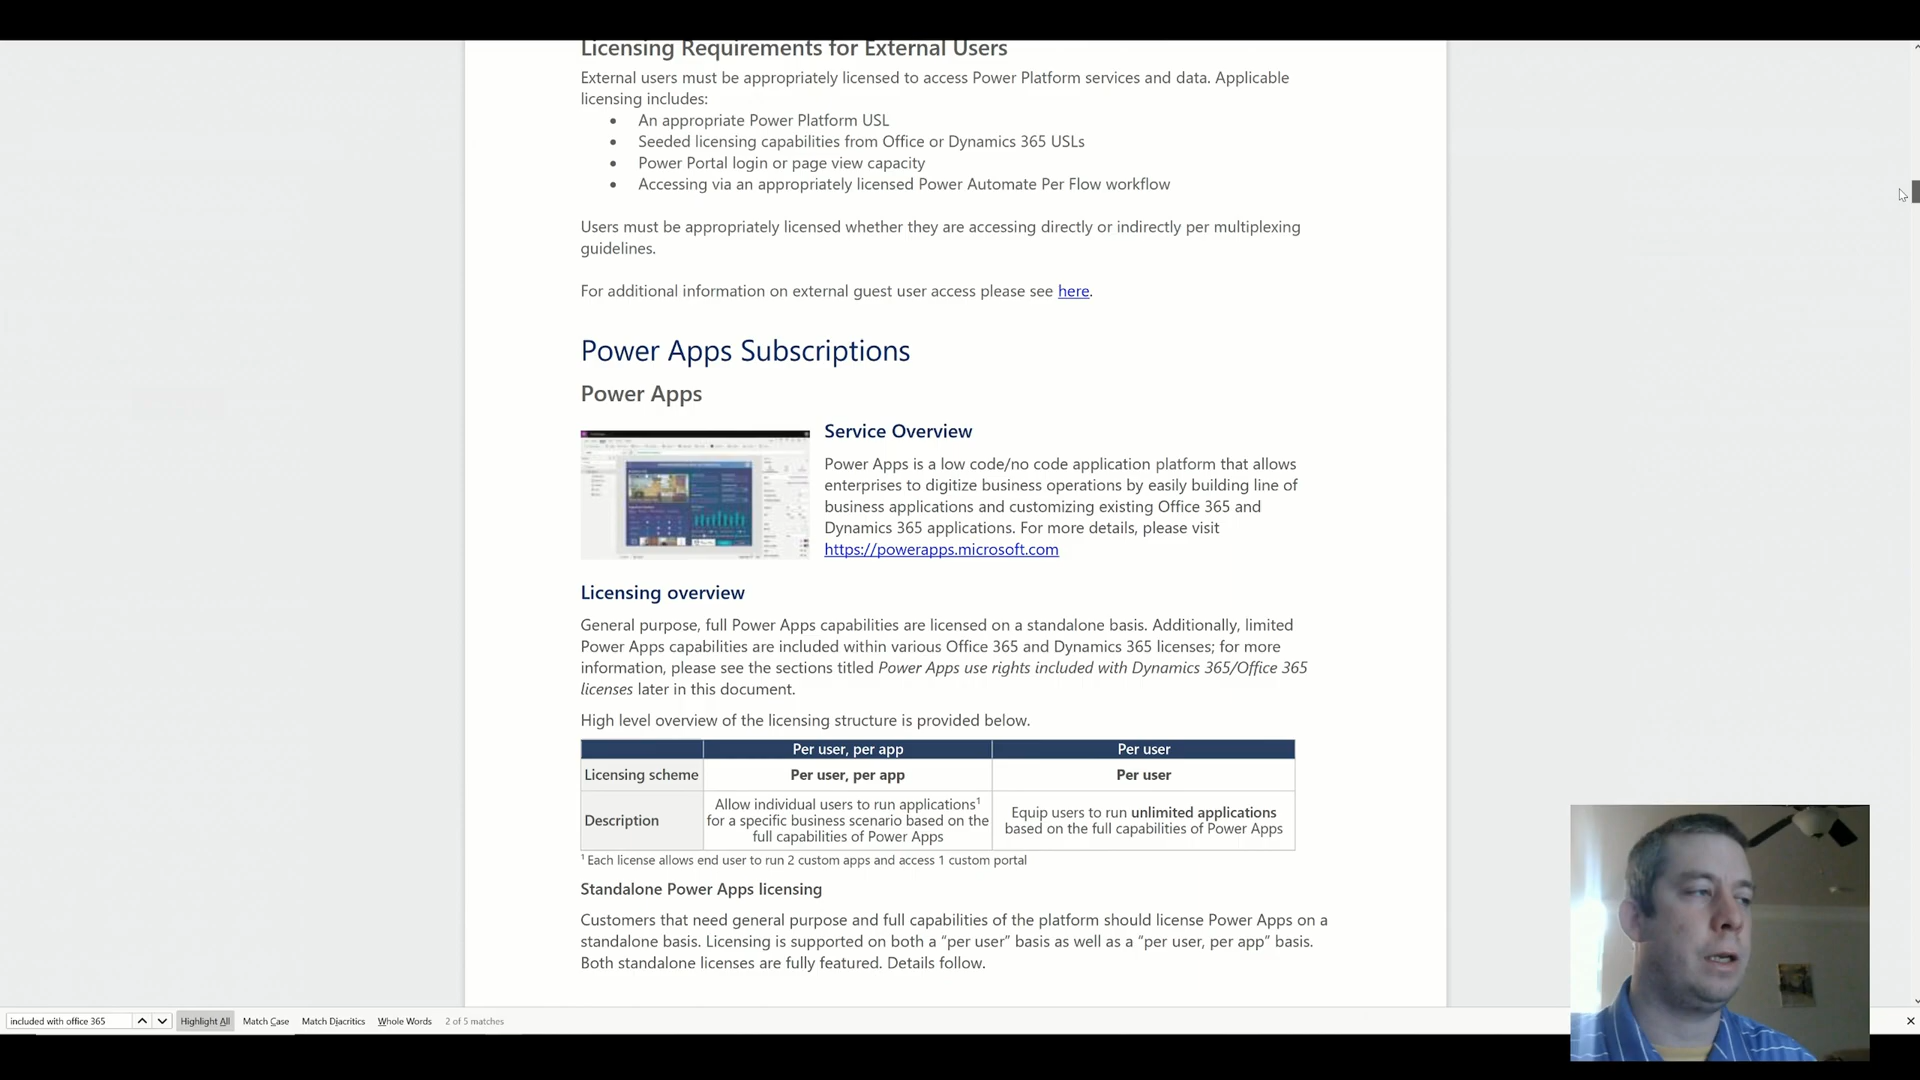 Licensing Requirements for External Users
External users must be appropriately licensed to access Power Platform services and data. Applicable
licensing includes:
• An appropriate Power Platform USL
• Seeded licensing capabilities from Office or Dynamics 365 USLs
• Power Portal login or page view capacity
• Accessing via an appropriately licensed Power Automate Per Flow workflow
Users must be appropriately licensed whether they are accessing directly or indirectly per multiplexing
guidelines.
For additional information on external guest user access please see here.
Power Apps Subscriptions
Power Apps
Service Overview
Power Apps is a low code/no code application platform that allows
enterprises to digitize business operations by easily building line of
business applications and customizing existing Office 365 and
Dynamics 365 applications. For more details, please visit
https://powerapps.microsoft.com
Licensing overview
General purpose, full Power Apps capabilities are licensed on a standalone basis. Additionally, limited
Power Apps capabilities are included within various Office 365 and Dynamics 365 licenses; for more
information, please see the sections titled Power Apps use rights included with Dynamics 365/Office 365
licenses later in this document.
High level overview of the licensing structure is provided below.
Per user, per app Per user
Licensing scheme Per user, per app Per user
Description
Allow individual users to run applications¹
for a specific business scenario based on the
full capabilities of Power Apps
Equip users to run unlimited applications
based on the full capabilities of Power Apps
¹ Each license allows end user to run 2 custom apps and access 1 custom portal
Standalone Power Apps licensing
Customers that need general purpose and full capabilities of the platform should license Power Apps on a
standalone basis. Licensing is supported on both a “per user” basis as well as a “per user, per app” basis.
Both standalone licenses are fully featured. Details follow.
included with office 365 Highlight All Match Case Match Diacritics Whole Words 2 of 5 matches